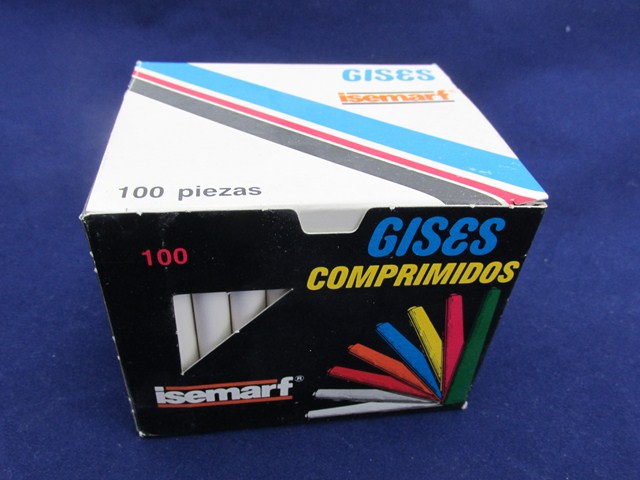 GISES
isemarf
100 piezas
100
GISES
COMPRIMIDOS
isemarf®